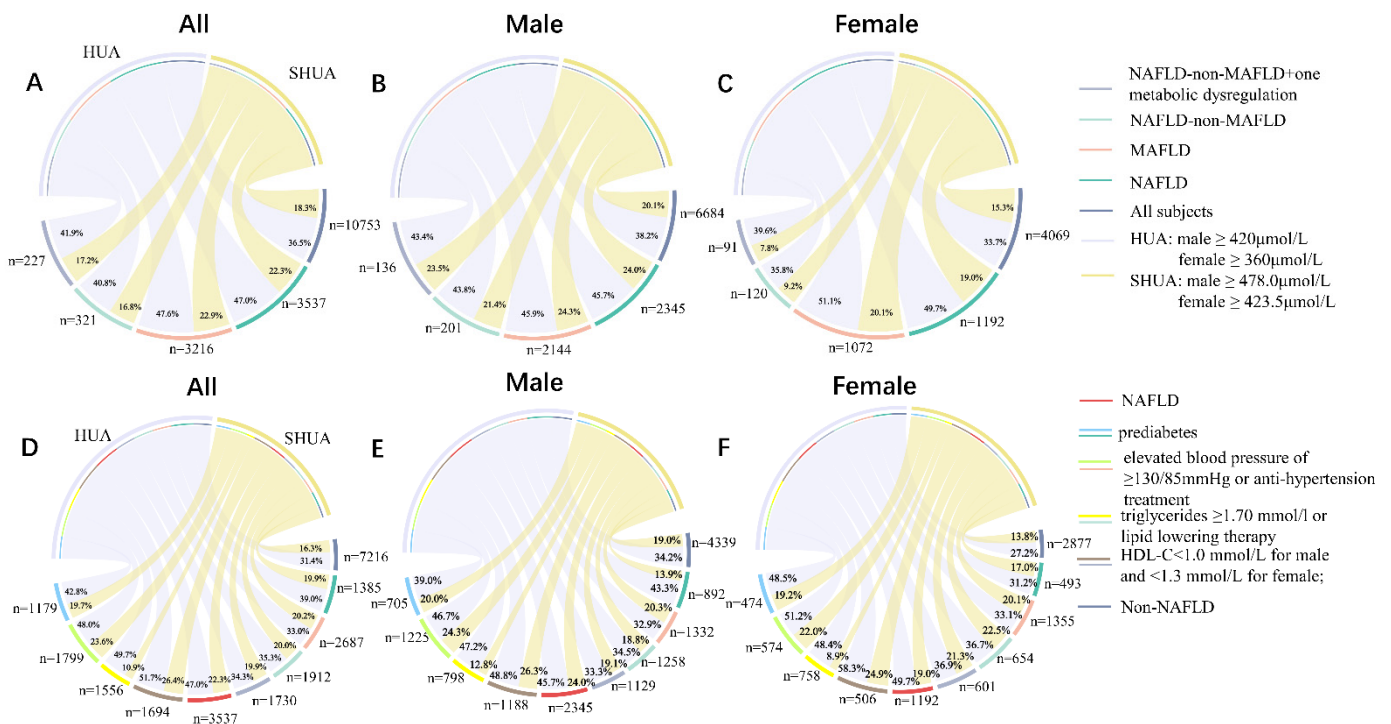 All
Male
Female
HUA
SHUA
A
B
C
18.3%
n=10753
36.5%
22.3%
n=3537
47.0%
22.9%
47.6%
n=3216
16.8%
40.8%
n=321
17.2%
41.9%
n=227
20.1%
n=6684
38.2%
24.0%
n=2345
45.7%
24.3%
45.9%
n=2144
21.4%
43.8%
n=201
23.5%
43.4%
n=136
15.3%
n=4069
33.7%
19.0%
n=1192
49.7%
20.1%
51.1%
n=1072
9.2%
35.8%
n=120
7.8%
39.6%
n=91
NAFLD-non-MAFLD+one
metabolic dysregulation
NAFLD-non-MAFLD
MAFLD
NAFLD
All subjects
HUA: male ≥ 420μmol/L
female ≥ 360μmol/L
SHUA: male ≥ 478.0μmol/L
female ≥ 423.5μmol/L
All
Male
Female
HUA
SHUA
D
E
F
16.3%
n=7216
31.4%
19.9%
n=1385
39.0%
20.2%
n=2687
33.0%
20.0%
n=1912
35.3%
19.9%
n=1730
34.3%
22.3%
n=3537
47.0%
26.4%
51.7%
n=1694
10.9%
49.7%
n=1556
23.6%
48.0%
n=1799
19.7%
42.8%
n=1179
19.0%
n=4339
34.2%
13.9%
n=892
43.3%
20.3%
n=1332
32.9%
18.8%
n=1258
34.5%
19.1%
n=1129
33.3%
24.0%
n=2345
45.7%
26.3%
48.8%
n=1188
12.8%
47.2%
n=798
24.3%
46.7%
n=1225
20.0%
39.0%
n=705
13.8%
n=2877
27.2%
17.0%
n=493
31.2%
20.1%
n=1355
33.1%
22.5%
n=654
36.7%
21.3%
n=601
36.9%
19.0%
n=1192
49.7%
24.9%
58.3%
n=506
8.9%
48.4%
n=758
22.0%
51.2%
n=574
19.2%
48.5%
n=474
NAFLD
prediabetes
elevated blood pressure of
≥130/85mmHg or anti-hypertension
treatment
triglycerides ≥1.70 mmol/l or
lipid lowering therapy
HDL-C<1.0 mmol/L for male
and <1.3 mmol/L for female;
Non-NAFLD